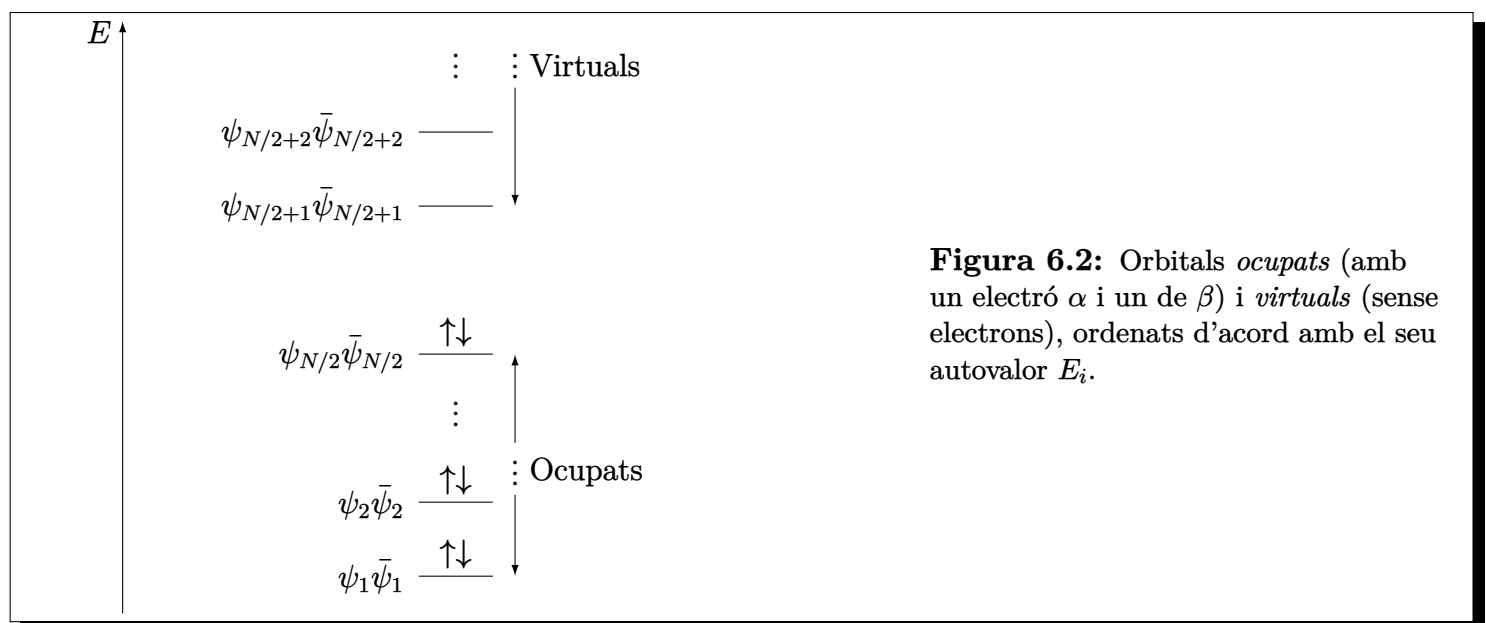 E
⋮ ⋮ Virtuals
ψ_{N/2+2}ψ̄_{N/2+2}
ψ_{N/2+1}ψ̄_{N/2+1}
ψ_{N/2}ψ̄_{N/2} ↑↓
⋮
⋮ Ocupats
ψ_2ψ̄_2 ↑↓
ψ_1ψ̄_1 ↑↓
Figura 6.2: Orbitals ocupats (amb
un electró α i un de β) i virtuals (sense
electrons), ordenats d'acord amb el seu
autovalor E_i.